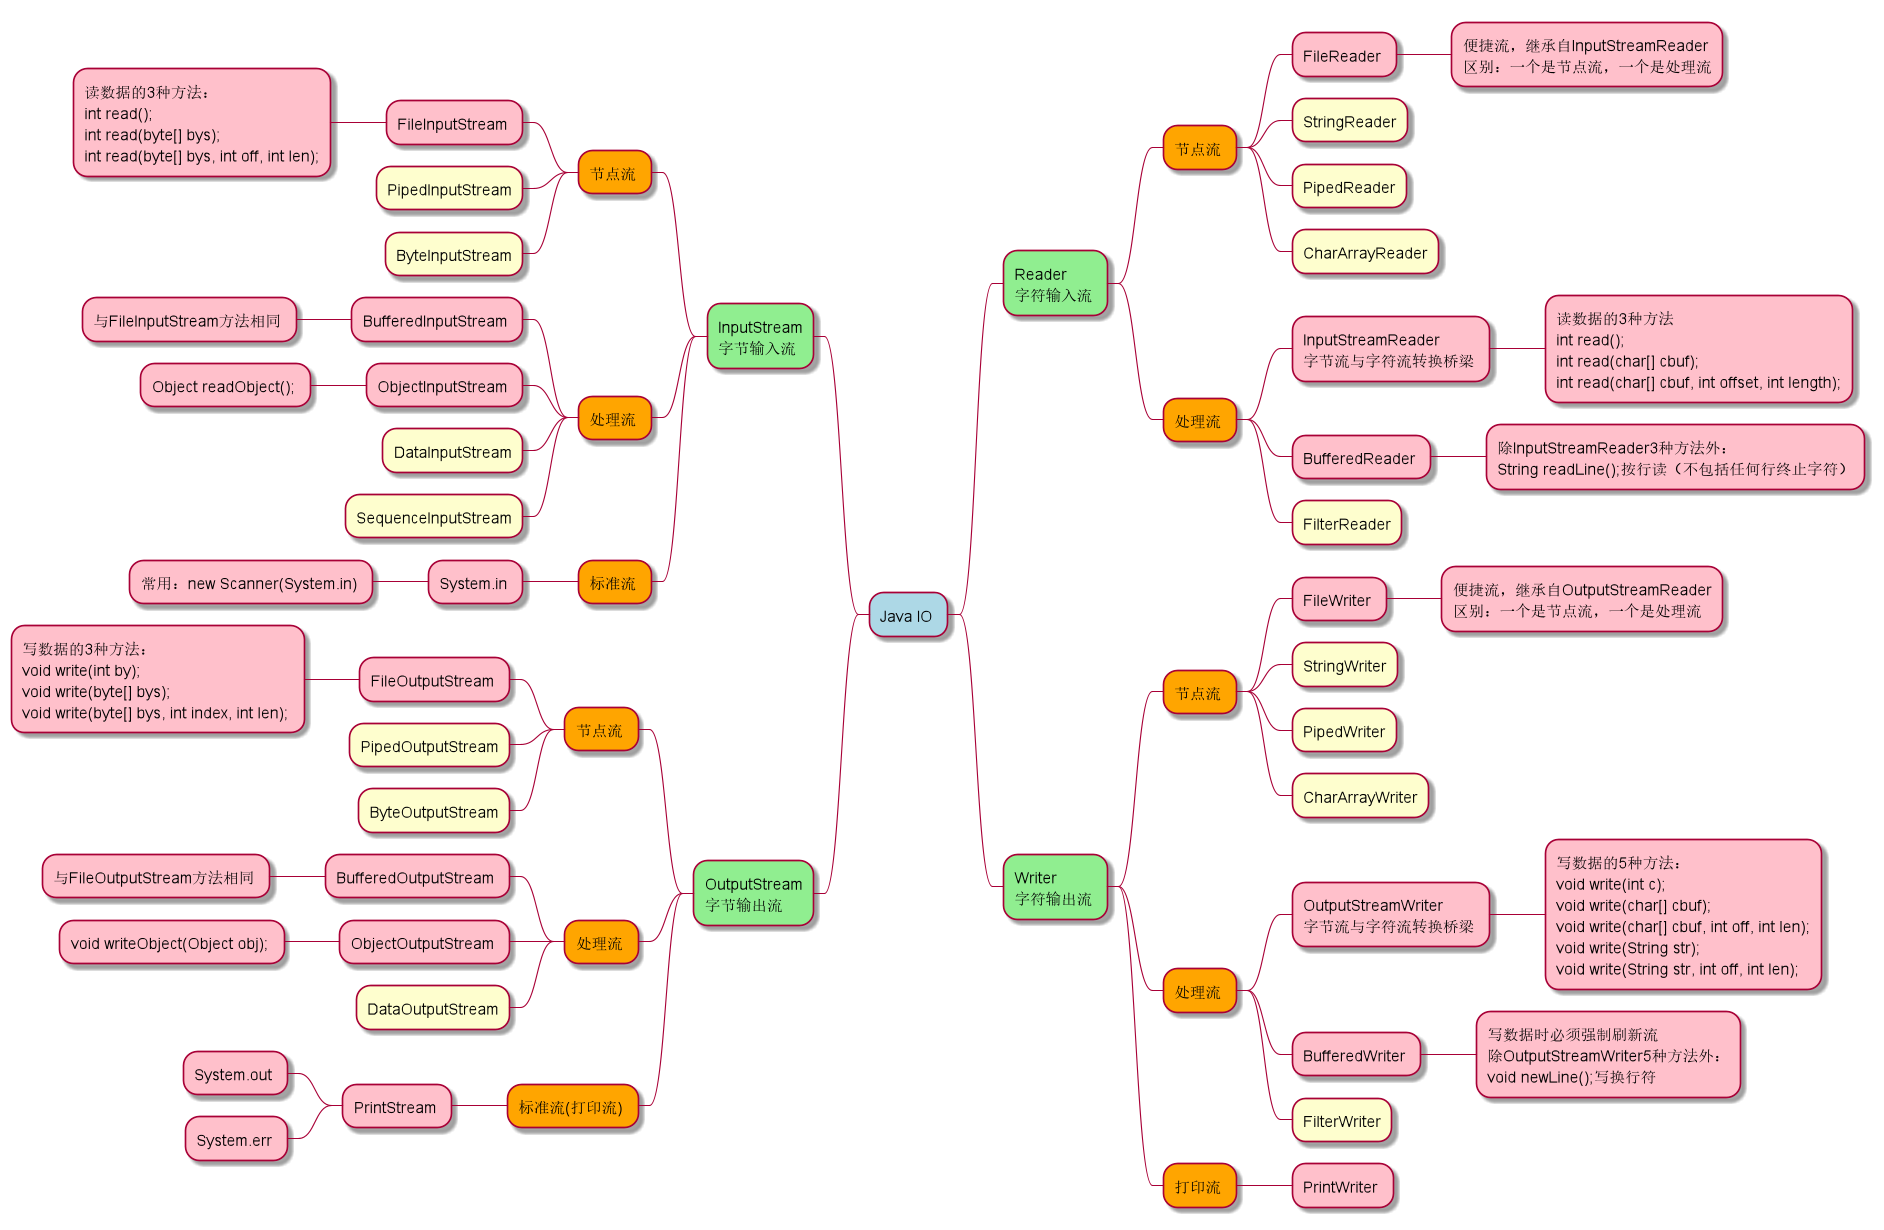 Java IO
InputStream
字节输入流
节点流
FileInputStream
读数据的3种方法：
int read();
int read(byte[] bys);
int read(byte[] bys, int off, int len);
PipedInputStream
ByteInputStream
处理流
BufferedInputStream
与FileInputStream方法相同
ObjectInputStream
Object readObject();
DataInputStream
SequenceInputStream
标准流
System.in
常用：new Scanner(System.in)
OutputStream
字节输出流
节点流
FileOutputStream
写数据的3种方法：
void write(int by);
void write(byte[] bys);
void write(byte[] bys, int index, int len);
PipedOutputStream
ByteOutputStream
处理流
BufferedOutputStream
与FileOutputStream方法相同
ObjectOutputStream
void writeObject(Object obj);
DataOutputStream
标准流(打印流)
PrintStream
System.out
System.err
Reader
字符输入流
节点流
FileReader
便捷流，继承自InputStreamReader
区别：一个是节点流，一个是处理流
StringReader
PipedReader
CharArrayReader
处理流
InputStreamReader
字节流与字符流转换桥梁
读数据的3种方法
int read();
int read(char[] cbuf);
int read(char[] cbuf, int offset, int length);
BufferedReader
除InputStreamReader3种方法外：
String readLine();按行读（不包括任何行终止字符）
FilterReader
Writer
字符输出流
节点流
FileWriter
便捷流，继承自OutputStreamReader
区别：一个是节点流，一个是处理流
StringWriter
PipedWriter
CharArrayWriter
处理流
OutputStreamWriter
字节流与字符流转换桥梁
写数据的5种方法：
void write(int c);
void write(char[] cbuf);
void write(char[] cbuf, int off, int len);
void write(String str);
void write(String str, int off, int len);
BufferedWriter
写数据时必须强制刷新流
除OutputStreamWriter5种方法外：
void newLine();写换行符
FilterWriter
打印流
PrintWriter